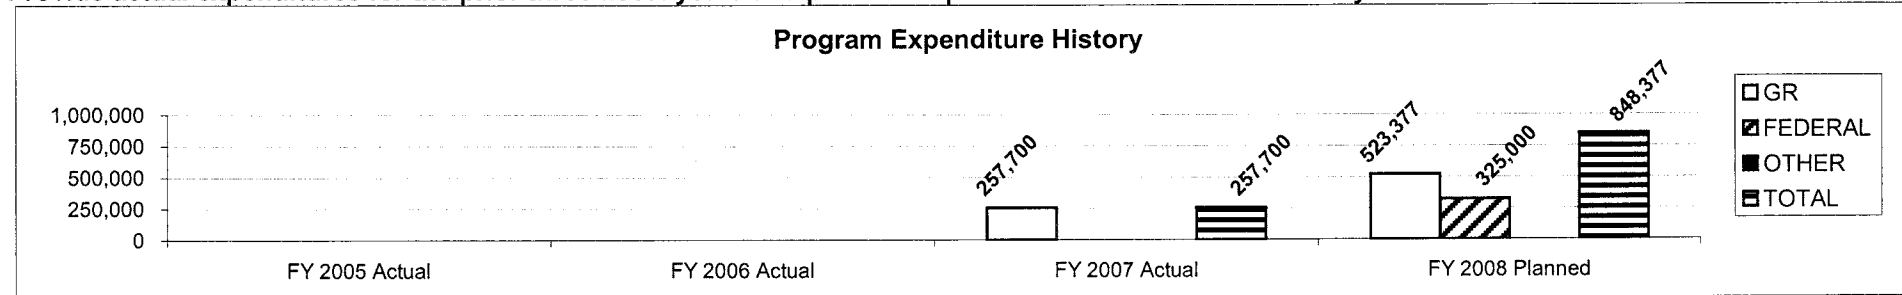 Program Expenditure History
1,000,000
750,000
500,000
250,000
0
257,700
257,700
523,377
325,000
848,377
FY 2005 Actual
FY 2006 Actual
FY 2007 Actual
FY 2008 Planned
GR
FEDERAL
OTHER
TOTAL